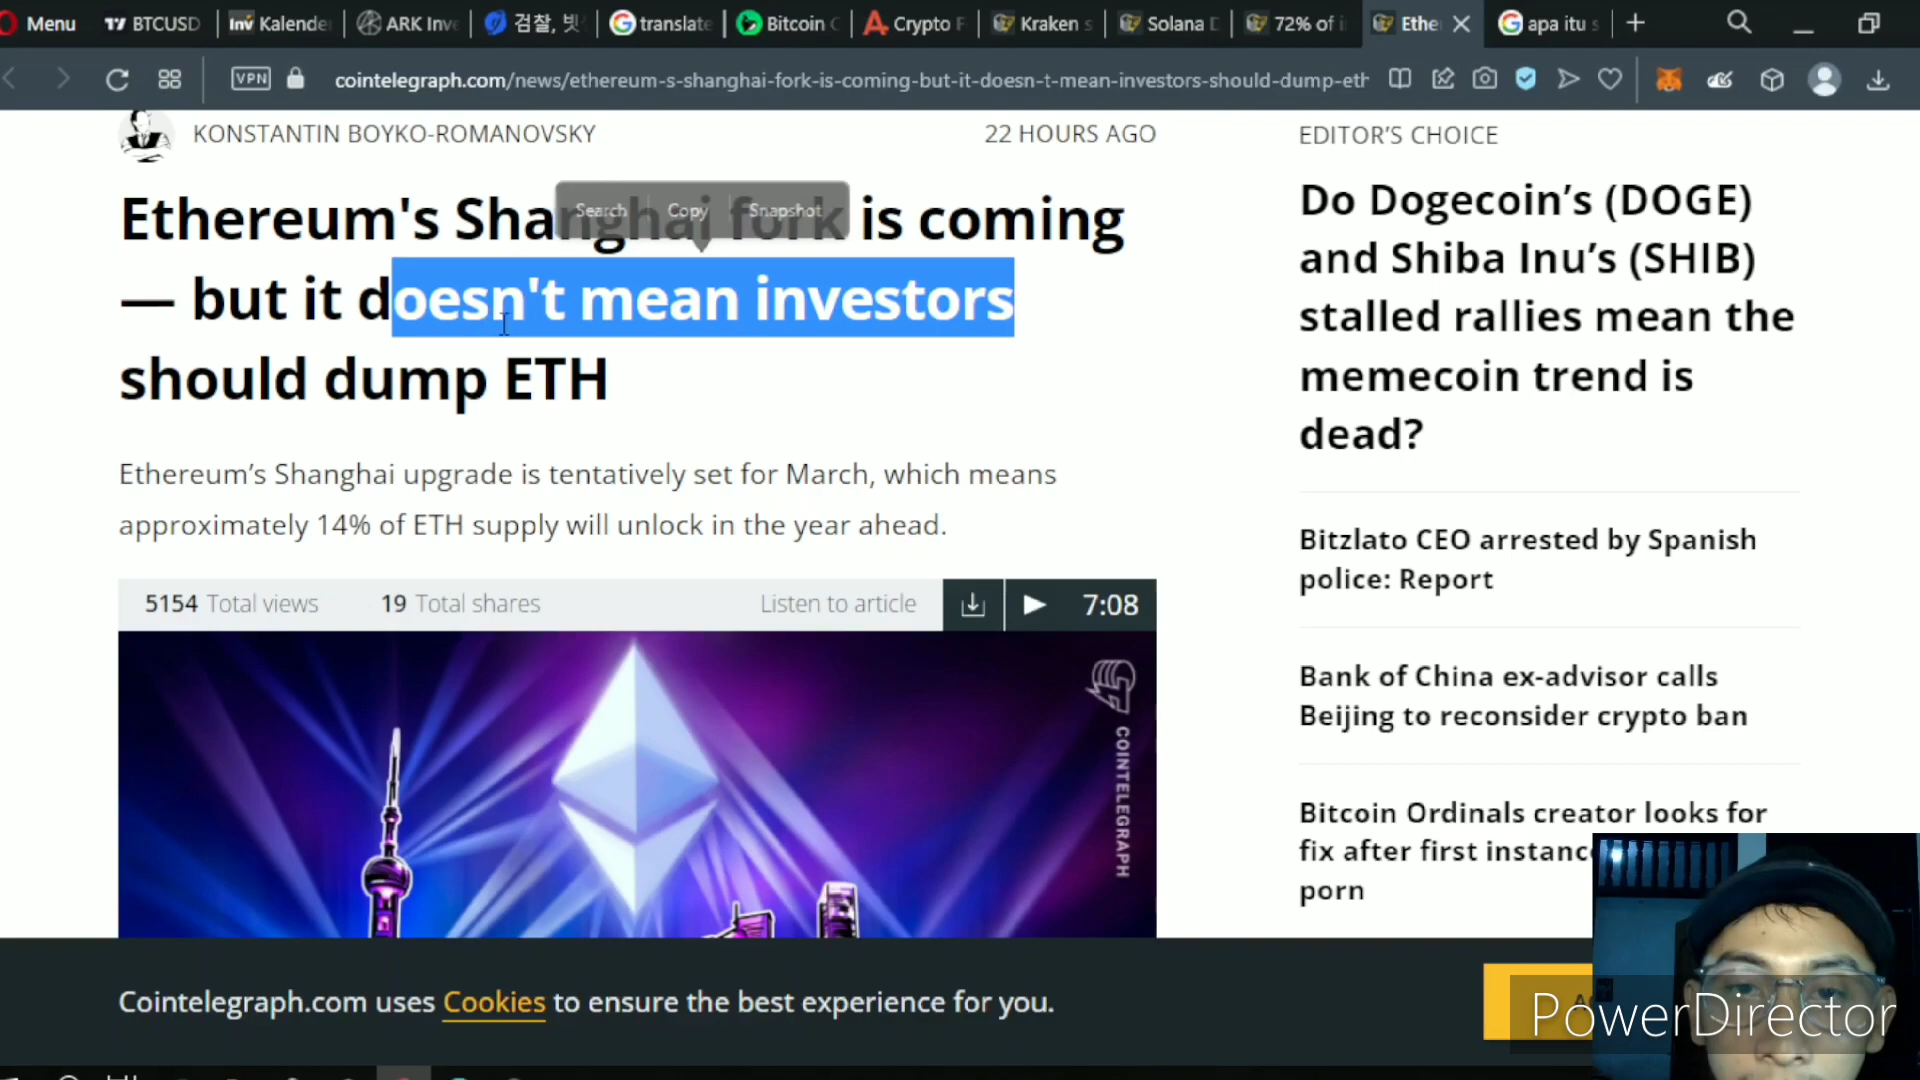 Menu BTCUSD Kalende ARK Inve 검찰, 빗 translate Bitcoin C Crypto F Kraken s Solana D 72% of i Ethe apa itu s
VPN cointelegraph.com/news/ethereum-s-shanghai-fork-is-coming-but-it-doesn-t-mean-investors-should-dump-eth
KONSTANTIN BOYKO-ROMANOVSKY 22 HOURS AGO
Search Copy Snapshot
Ethereum's Shanghai fork is coming
— but it doesn't mean investors
should dump ETH
Ethereum’s Shanghai upgrade is tentatively set for March, which means
approximately 14% of ETH supply will unlock in the year ahead.
5154 Total views 19 Total shares Listen to article 7:08
COINTELEGRAPH
EDITOR’S CHOICE
Do Dogecoin’s (DOGE)
and Shiba Inu’s (SHIB)
stalled rallies mean the
memecoin trend is
dead?
Bitzlato CEO arrested by Spanish
police: Report
Bank of China ex-advisor calls
Beijing to reconsider crypto ban
Bitcoin Ordinals creator looks for
fix after first instanc
porn
Cointelegraph.com uses Cookies to ensure the best experience for you.
PowerDirector